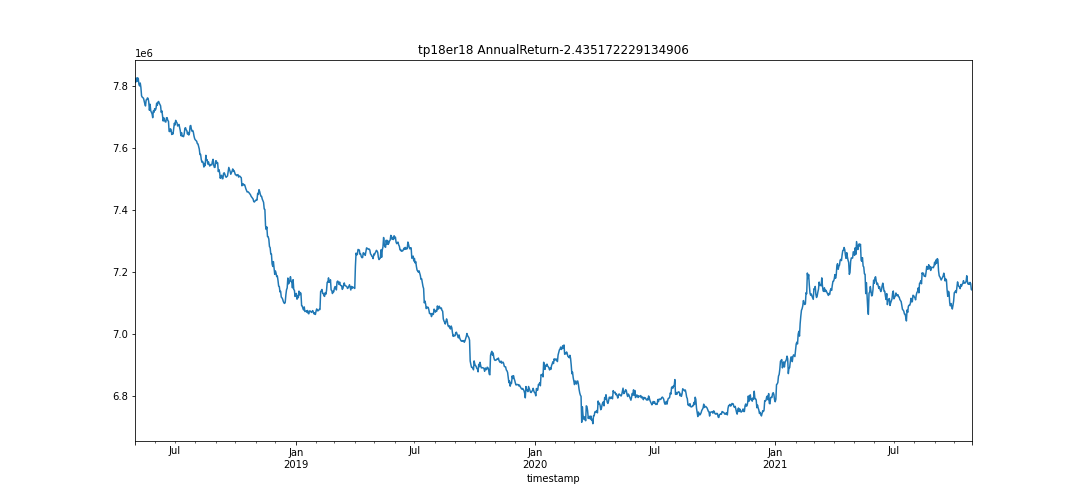 tp18er18 AnnualReturn-2.435172229134906
1e6
7.8
7.6
7.4
7.2
7.0
6.8
Jul
Jan
2019
Jul
Jan
2020
Jul
Jan
2021
Jul
timestamp